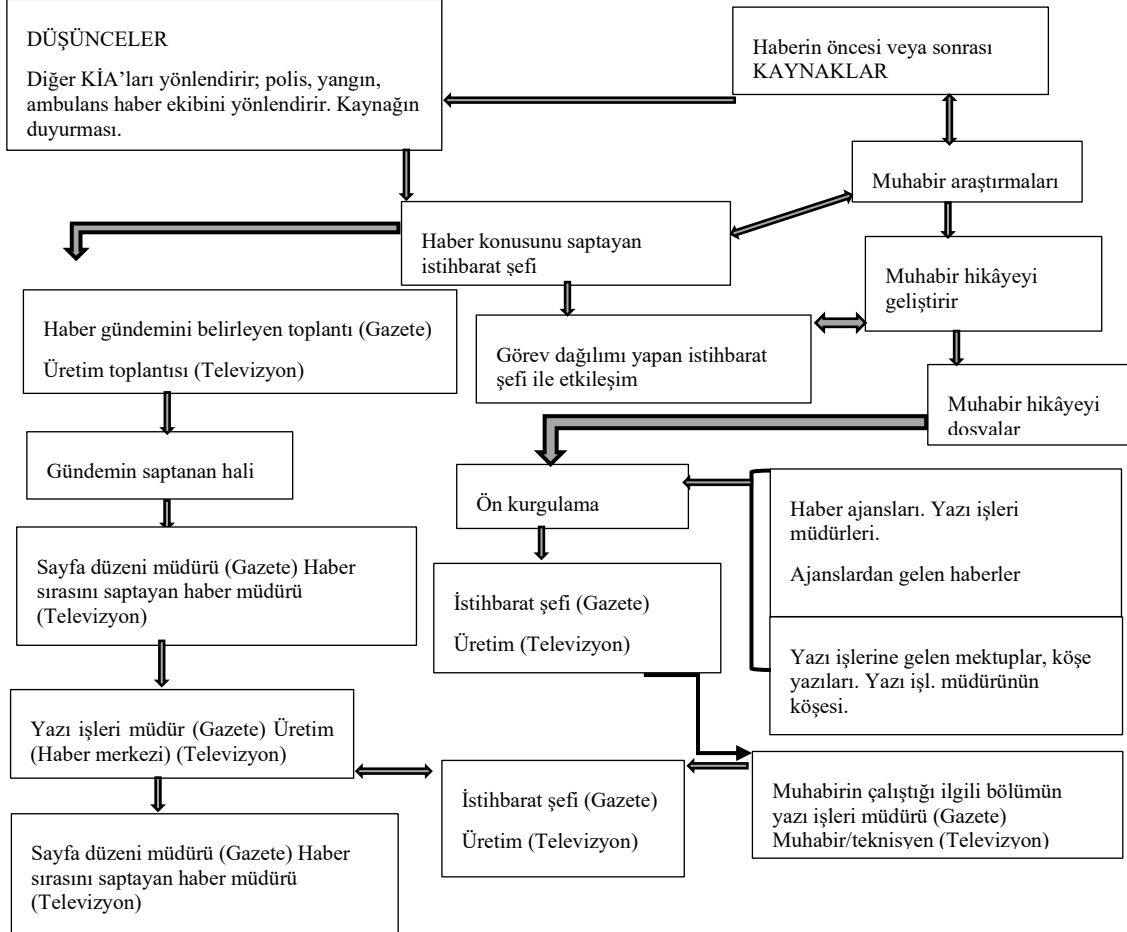 DÜŞÜNCELER
Diğer KİA'ları yönlendirir; polis, yangın,
ambulans haber ekibini yönlendirir. Kaynağın
duyurması.
Haberin öncesi veya sonrası
KAYNAKLAR
Muhabir araştırmaları
Haber konusunu saptayan
istihbarat şefi
Muhabir hikâyeyi
geliştirir
Haber gündemini belirleyen toplantı (Gazete)
Üretim toplantısı (Televizyon)
Görev dağılımı yapan istihbarat
şefi ile etkileşim
Muhabir hikâyeyi
dosyalar
Gündemin saptanan hali
Ön kurgulama
Haber ajansları. Yazı işleri
müdürleri.
Ajanslardan gelen haberler
Sayfa düzeni müdürü (Gazete) Haber
sırasını saptayan haber müdürü
(Televizyon)
İstihbarat şefi (Gazete)
Üretim (Televizyon)
Yazı işlerine gelen mektuplar, köşe
yazıları. Yazı işl. müdürünün
köşesi.
Yazı işleri müdür (Gazete) Üretim
(Haber merkezi) (Televizyon)
İstihbarat şefi (Gazete)
Üretim (Televizyon)
Muhabirin çalıştığı ilgili bölümün
yazı işleri müdürü (Gazete)
Muhabir/teknisyen (Televizyon)
Sayfa düzeni müdürü (Gazete) Haber
sırasını saptayan haber müdürü
(Televizyon)